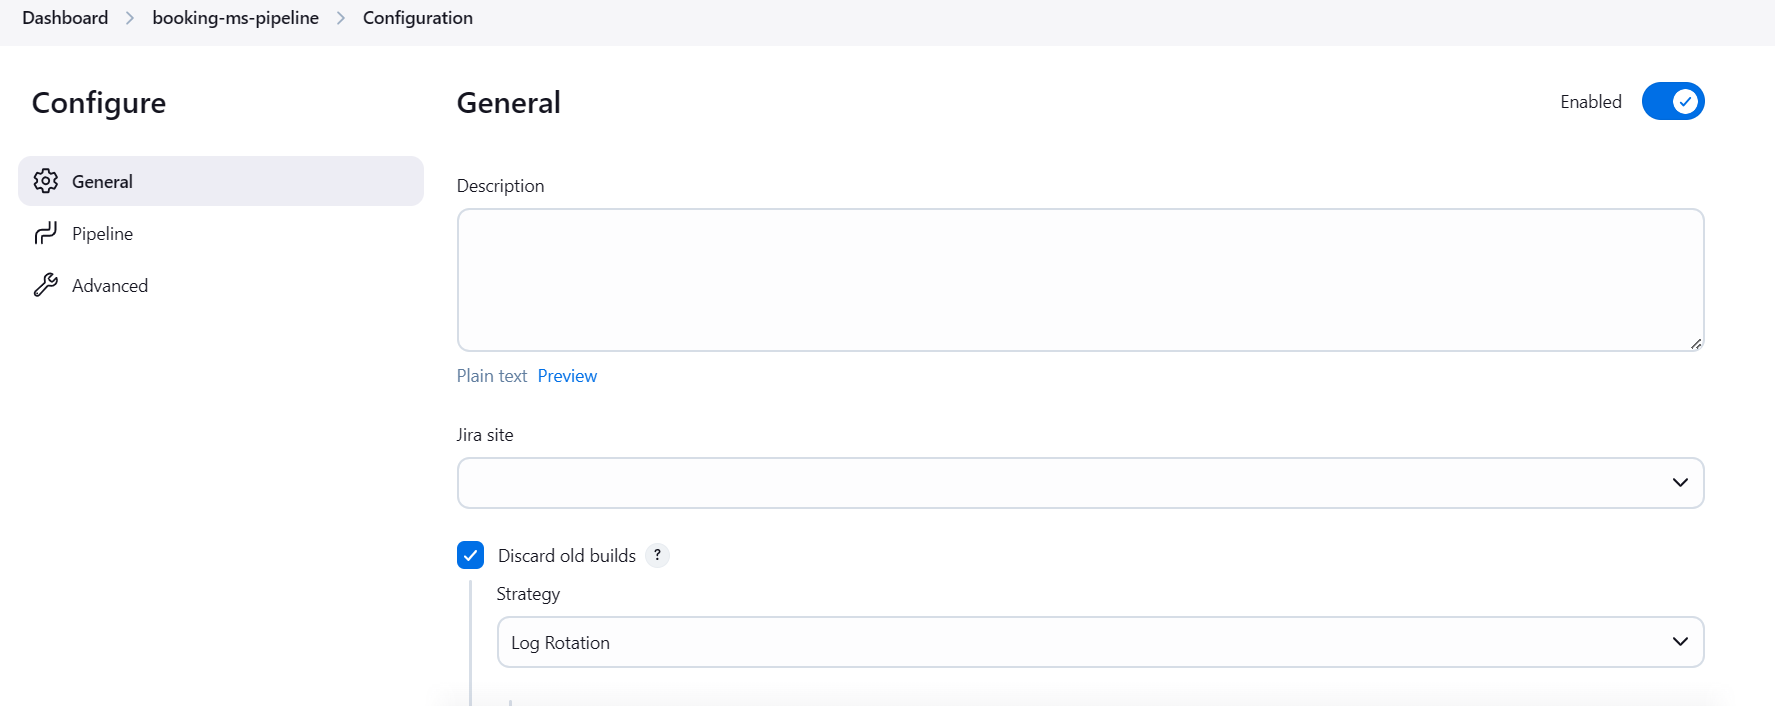 Dashboard > booking-ms-pipeline > Configuration
Configure
General
Pipeline
Advanced
General
Enabled
Description
Plain text Preview
Jira site
Discard old builds ?
Strategy
Log Rotation